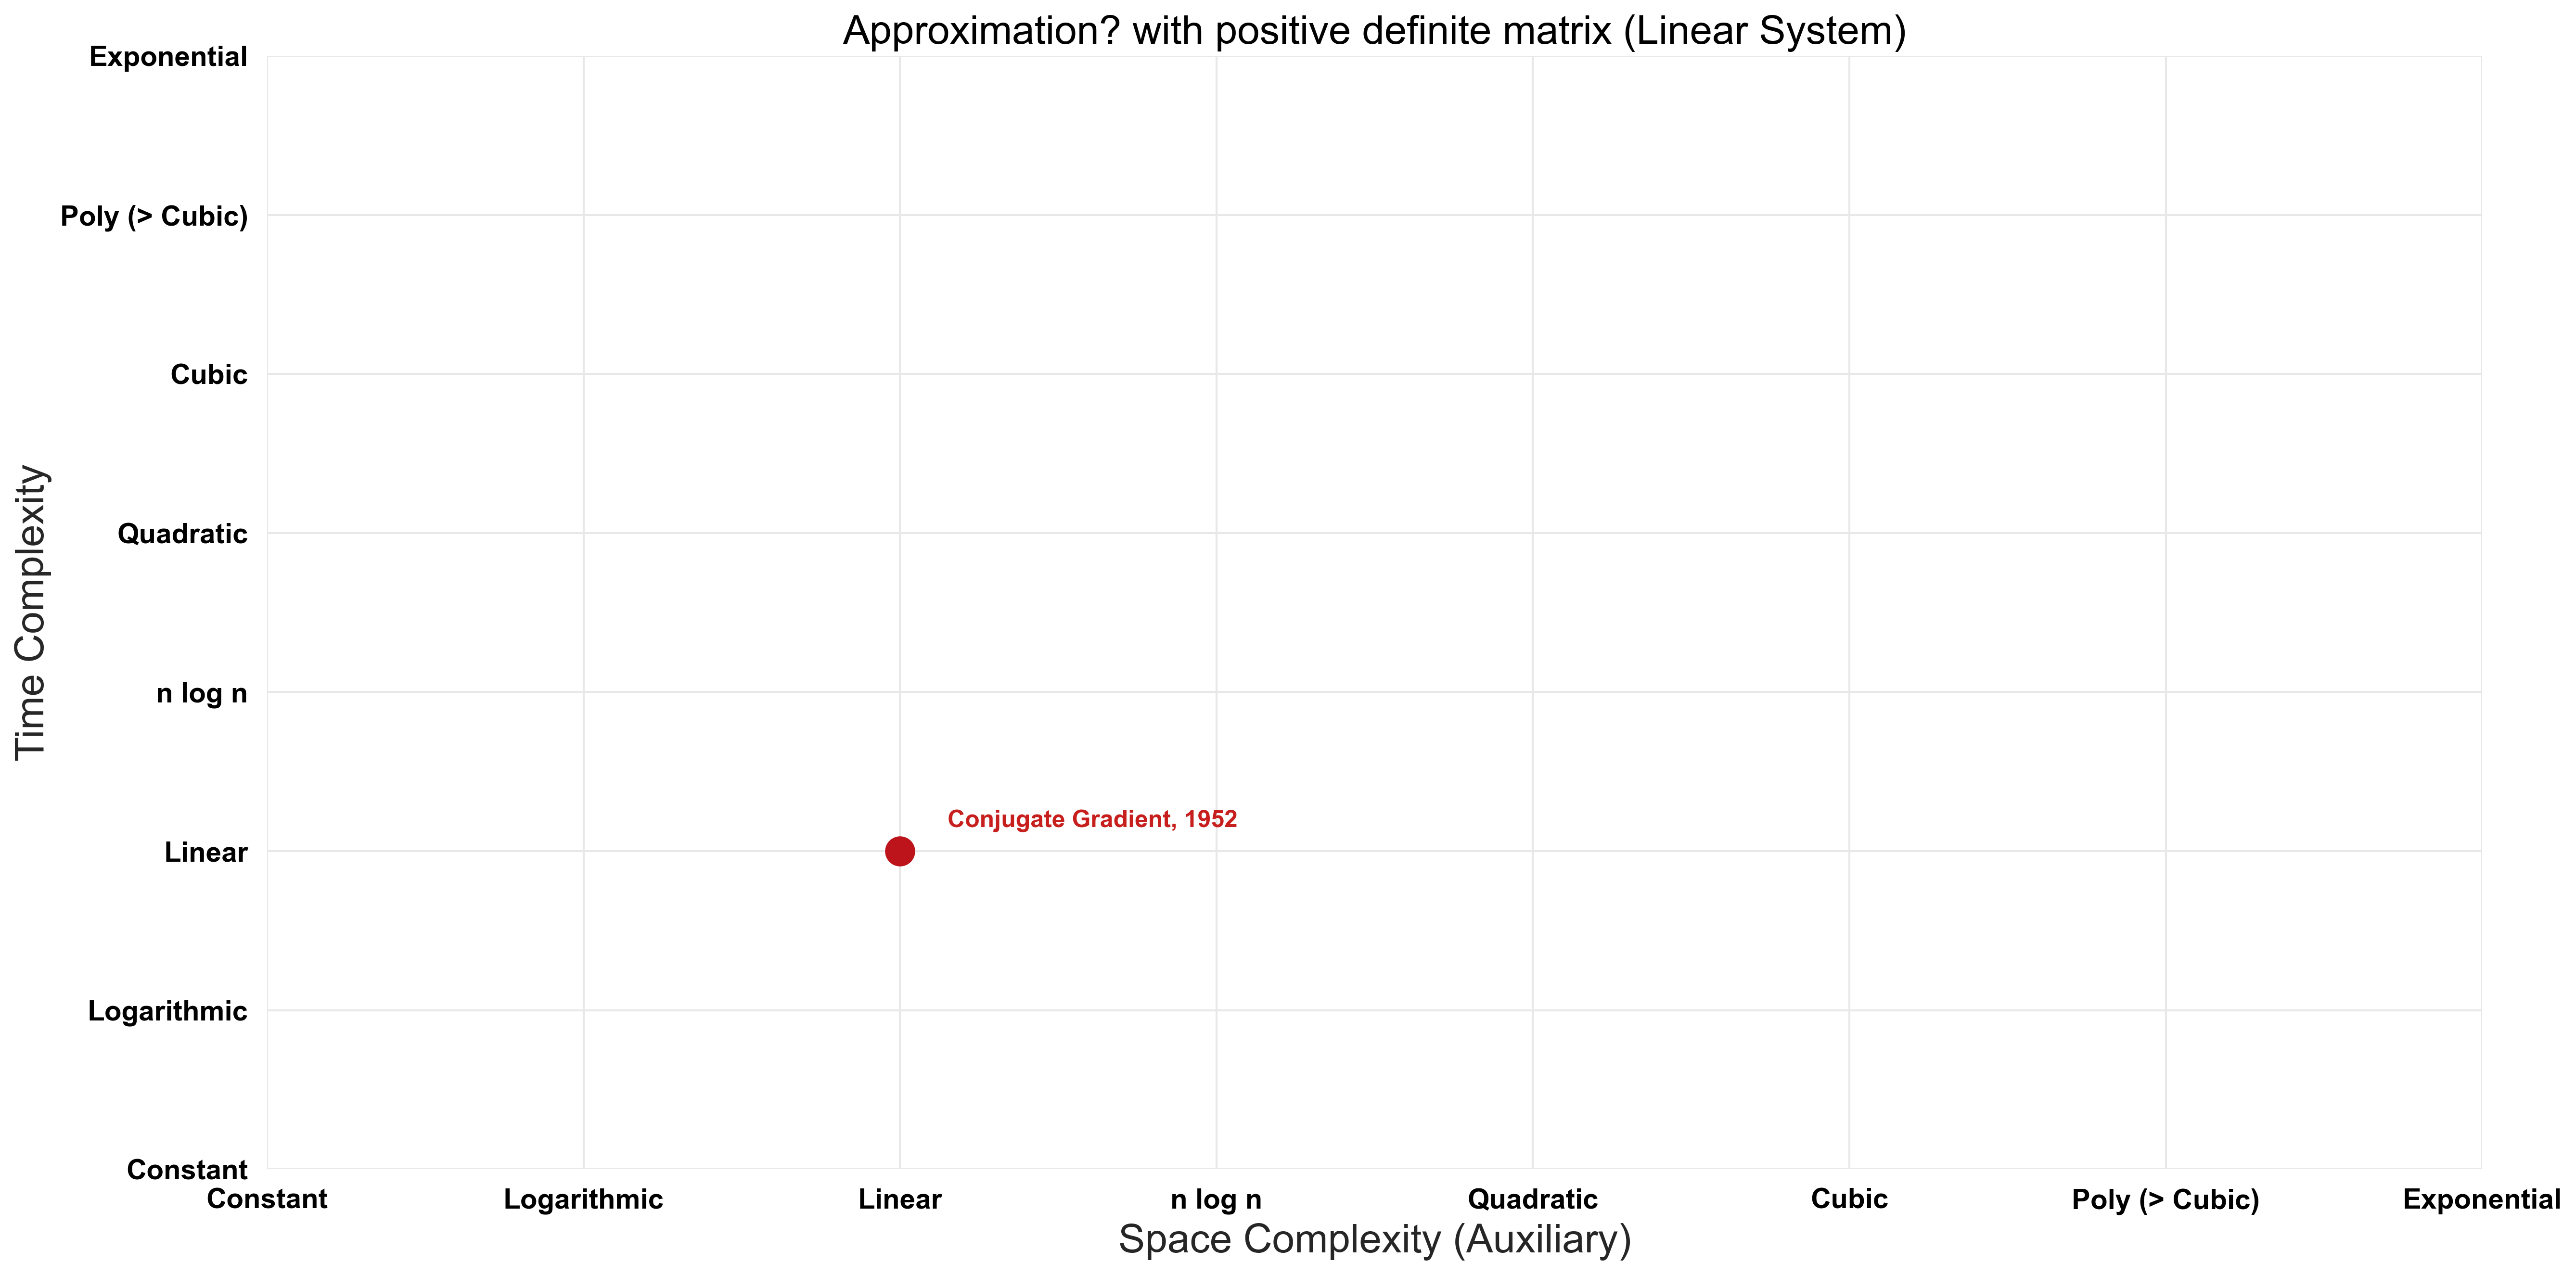 Approximation? with positive definite matrix (Linear System)
Exponential
Poly (> Cubic)
Cubic
Quadratic
n log n
Linear
Logarithmic
Constant
Time Complexity
Conjugate Gradient, 1952
Constant
Logarithmic
Linear
n log n
Quadratic
Cubic
Poly (> Cubic)
Exponential
Space Complexity (Auxiliary)